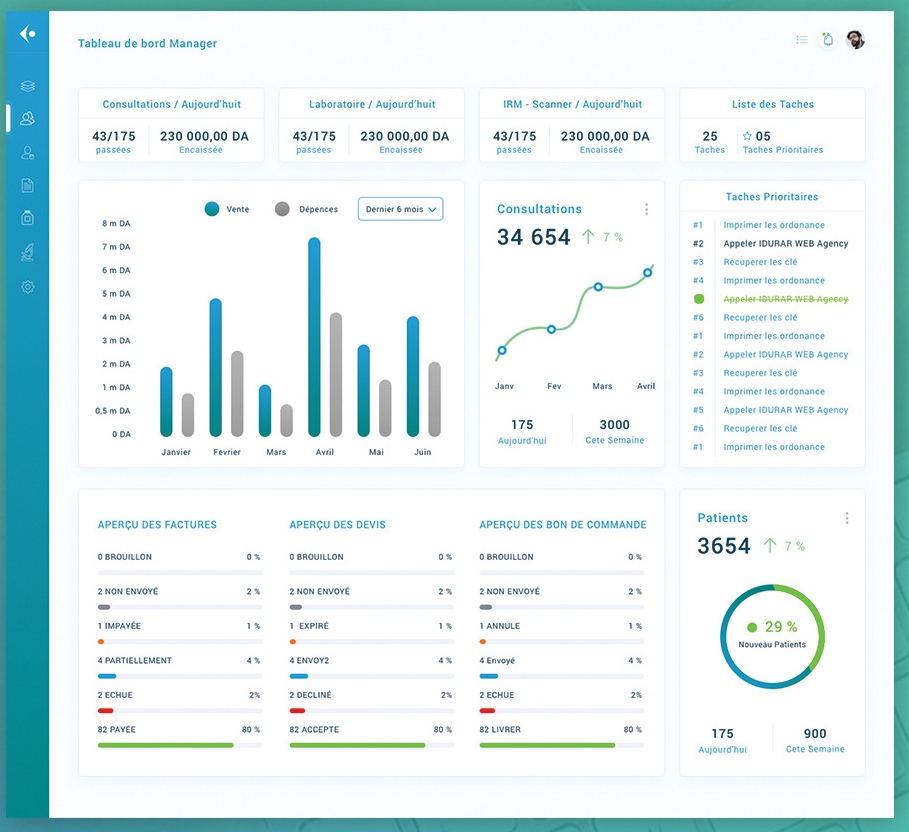 Tableau de bord Manager
Consultations / Aujourd'huit
43/175
passées
230 000,00 DA
Encaissée
Laboratoire / Aujourd'huit
43/175
passées
230 000,00 DA
Encaissée
IRM - Scanner / Aujourd'huit
43/175
passées
230 000,00 DA
Encaissée
Liste des Taches
25
Taches
05
Taches Prioritaires
Vente
Dépences
Dernier 6 mois
8 m DA
7 m DA
6 m DA
5 m DA
4 m DA
3 m DA
2 m DA
1 m DA
0,5 m DA
0 DA
Janvier
Fevrier
Mars
Avril
Mai
Juin
Consultations
34 654
7 %
Janv
Fev
Mars
Avril
175
Aujourd'hui
3000
Cete Semaine
Taches Prioritaires
#1 Imprimer les ordonance
#2 Appeler IDURAR WEB Agency
#3 Recuperer les clé
#4 Imprimer les ordonance
Appeler IDURAR WEB Ageccy
#6 Recuperer les clé
#1 Imprimer les ordonance
#2 Appeler IDURAR WEB Agency
#3 Recuperer les clé
#4 Imprimer les ordonance
#5 Appeler IDURAR WEB Agency
#6 Recuperer les clé
#1 Imprimer les ordonance
APERÇU DES FACTURES
0 BROUILLON 0 %
2 NON ENVOYÉ 2 %
1 IMPAYÉE 1 %
4 PARTIELLEMENT 4 %
2 ECHUE 2%
82 PAYÉE 80 %
APERÇU DES DEVIS
0 BROUILLON 0 %
2 NON ENVOYÉ 2 %
1 EXPIRÉ 1 %
4 ENVOY2 4 %
2 DECLINÉ 2%
82 ACCEPTE 80 %
APERÇU DES BON DE COMMANDE
0 BROUILLON 0 %
2 NON ENVOYÉ 2 %
1 ANNULE 1 %
4 Envoyé 4 %
2 ECHUE 2%
82 LIVRER 80 %
Patients
3654
7 %
29 %
Nouveau Patients
175
Aujourd'hui
900
Cete Semaine